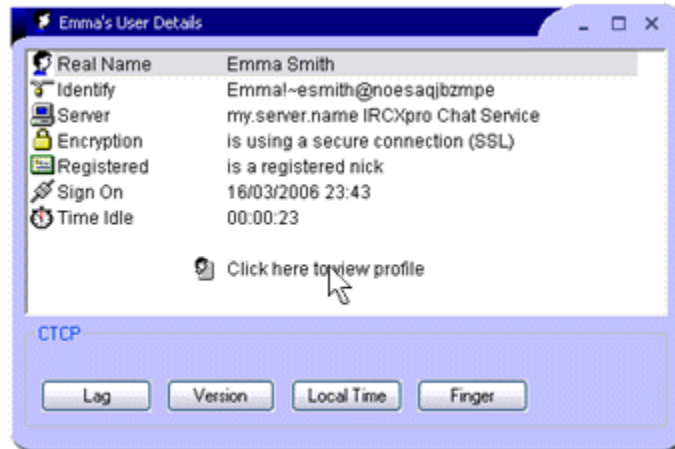 Emma's User Details
Real Name Emma Smith
Identify Emma!~esmith@noesaqjbzmpe
Server my.server.name IRCXpro Chat Service
Encryption is using a secure connection (SSL)
Registered is a registered nick
Sign On 16/03/2006 23:43
Time Idle 00:00:23
Click here to view profile
CTCP
Lag Version Local Time Finger